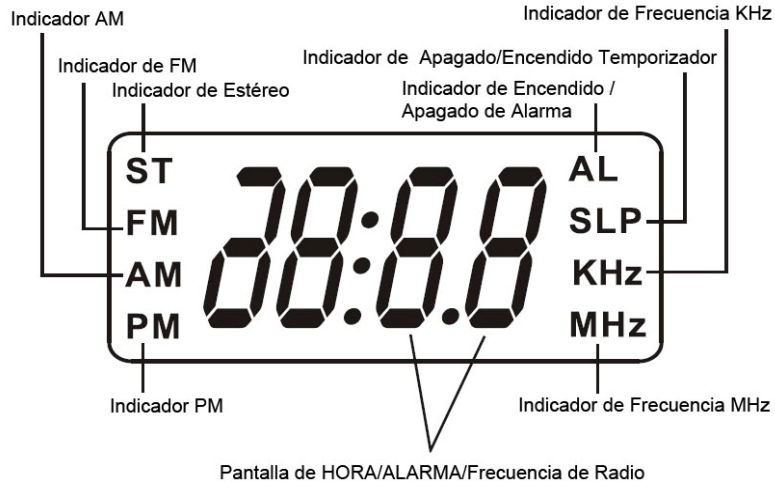 Indicador AM
Indicador de Frecuencia KHz
Indicador de FM
Indicador de Apagado/Encendido Temporizador
Indicador de Estéreo
Indicador de Encendido /
Apagado de Alarma
ST
AL
FM
SLP
AM
KHz
PM
MHz
Indicador PM
Indicador de Frecuencia MHz
Pantalla de HORA/ALARMA/Frecuencia de Radio